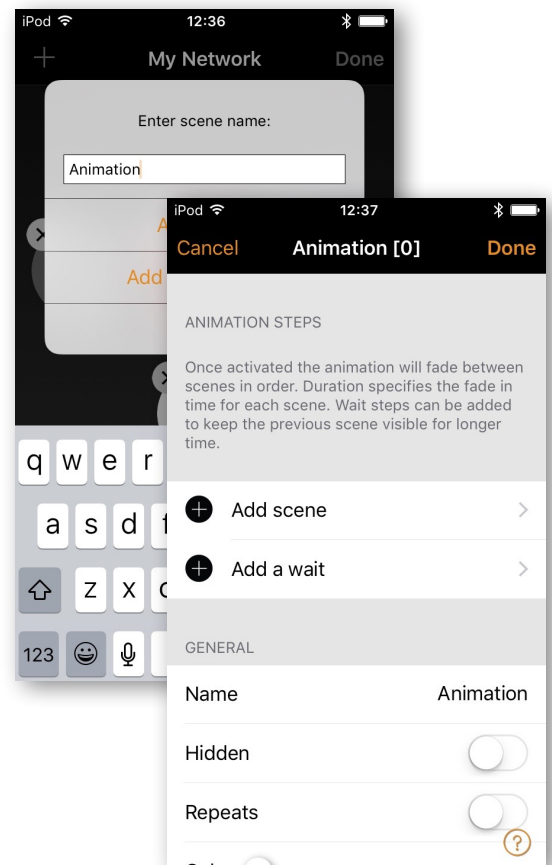 iPod 12:36
My Network Done
Enter scene name:
Animation
A
Add
q w e r
a s d f
z x c
123
iPod 12:37
Cancel Animation [0] Done
ANIMATION STEPS
Once activated the animation will fade between
scenes in order. Duration specifies the fade in
time for each scene. Wait steps can be added
to keep the previous scene visible for longer
time.
Add scene
Add a wait
GENERAL
Name Animation
Hidden
Repeats
?